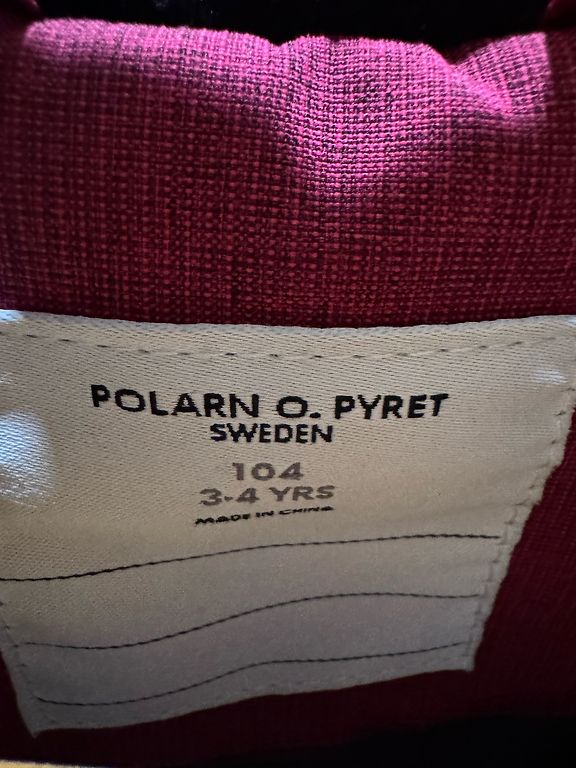 POLARN O. PYRET
SWEDEN
104
3-4 YRS
MADE IN CHINA